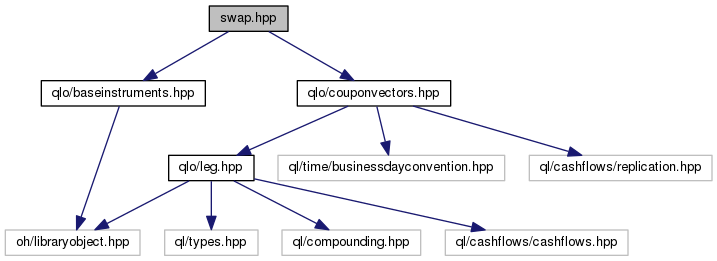 swap.hpp
qlo/baseinstruments.hpp
qlo/couponvectors.hpp
qlo/leg.hpp
ql/time/businessdayconvention.hpp
ql/cashflows/replication.hpp
oh/libraryobject.hpp
ql/types.hpp
ql/compounding.hpp
ql/cashflows/cashflows.hpp